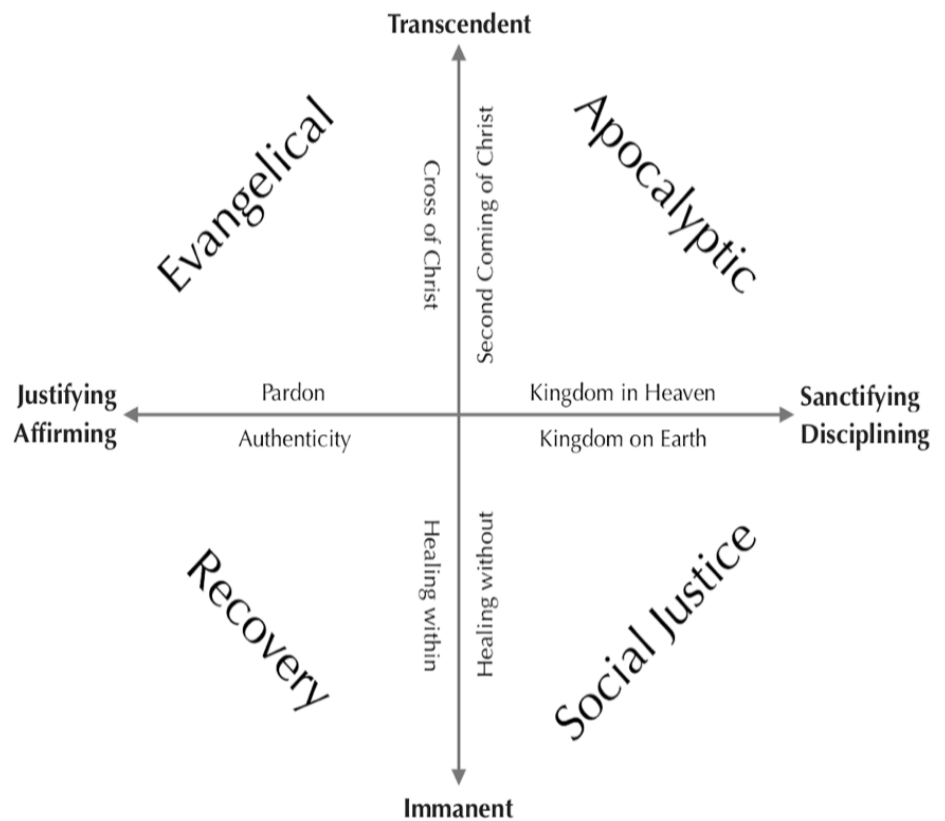 Transcendent
Evangelical
Cross of Christ
Second Coming of Christ
Apocalyptic
Justifying
Affirming
Pardon
Authenticity
Kingdom in Heaven
Kingdom on Earth
Sanctifying
Disciplining
Recovery
Healing within
Healing without
Social Justice
Immanent